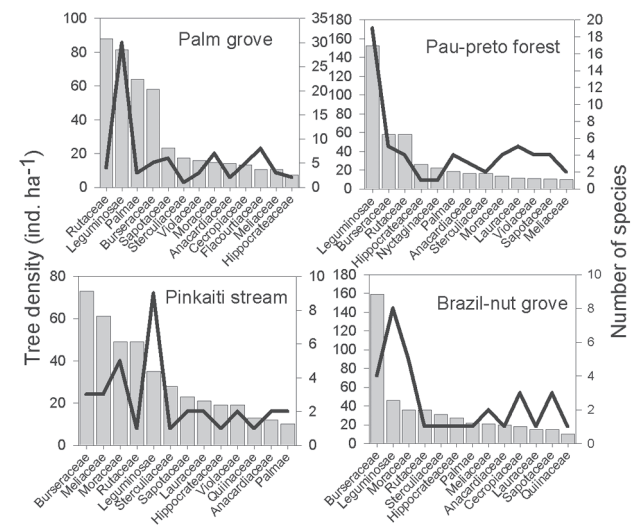 Palm grove
100
80
60
40
20
0
35
30
25
20
15
10
5
0
Rutaceae
Leguminosae
Palmae
Burseraceae
Sapotaceae
Sterculiaceae
Violaceae
Moraceae
Anacardiaceae
Cecropiaceae
Flacourtiaceae
Meliaceae
Hippocrateaceae
Pau-preto forest
180
160
140
120
100
80
60
40
20
0
20
18
16
14
12
10
8
6
4
2
0
Leguminosae
Burseraceae
Rutaceae
Hippocrateaceae
Nyctaginaceae
Palmae
Anacardiaceae
Sterculiaceae
Moraceae
Lauraceae
Violaceae
Sapotaceae
Meliaceae
Tree density (ind. ha-1)
Number of species
Pinkaiti stream
80
60
40
20
0
10
8
6
4
2
0
Burseraceae
Meliaceae
Moraceae
Rutaceae
Leguminosae
Sterculiaceae
Sapotaceae
Lauraceae
Hippocrateaceae
Violaceae
Quiinaceae
Anacardiaceae
Palmae
Brazil-nut grove
180
160
140
120
100
80
60
40
20
0
10
8
6
4
2
0
Burseraceae
Leguminosae
Moraceae
Rutaceae
Sterculiaceae
Hippocrateaceae
Palmae
Meliaceae
Anacardiaceae
Cecropiaceae
Lauraceae
Sapotaceae
Quiinaceae